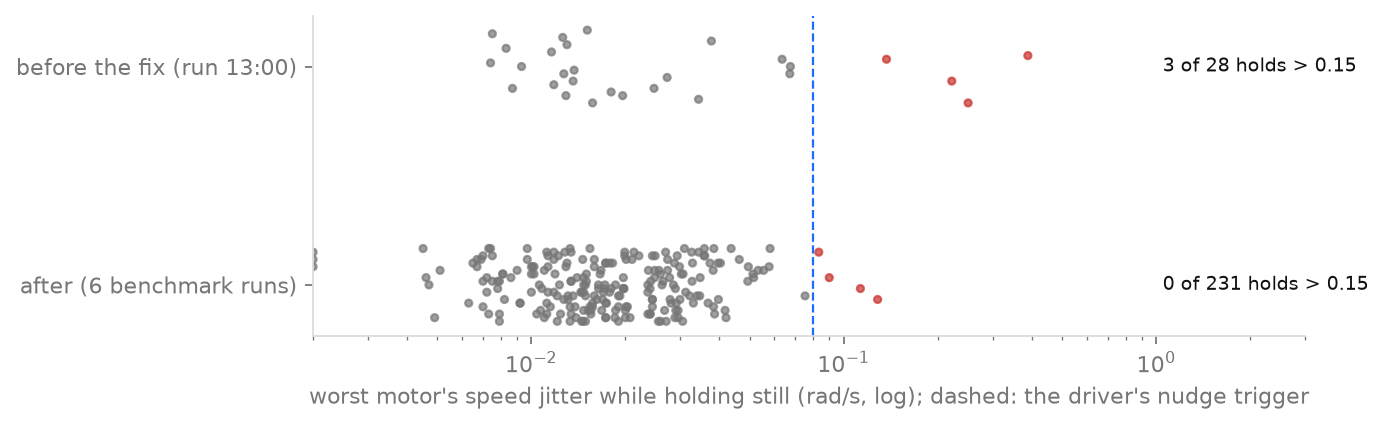 before the fix (run 13:00)
3 of 28 holds > 0.15
after (6 benchmark runs)
0 of 231 holds > 0.15
10⁻² 10⁻¹ 10⁰
worst motor's speed jitter while holding still (rad/s, log); dashed: the driver's nudge trigger